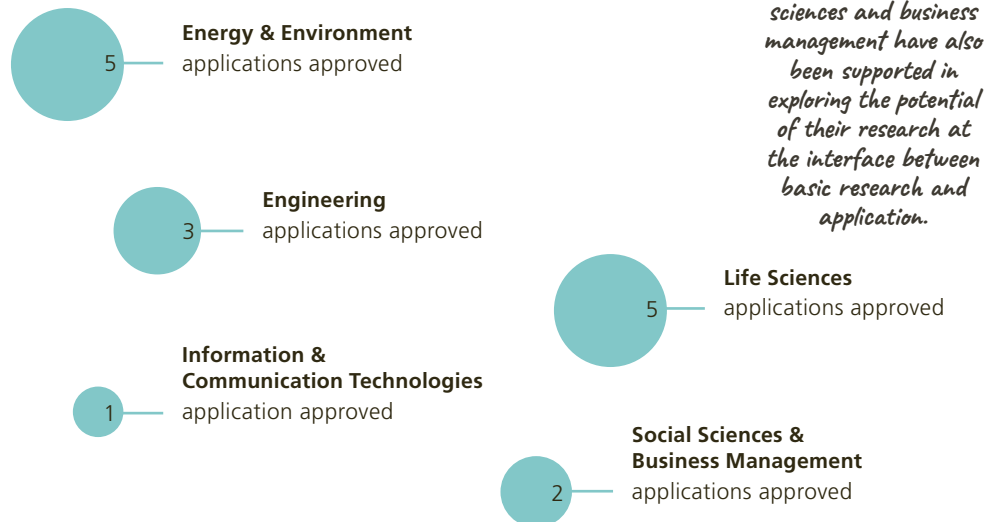 5
Energy & Environment
applications approved
sciences and business
management have also
been supported in
exploring the potential
of their research at
the interface between
basic research and
application.
3
Engineering
applications approved
5
Life Sciences
applications approved
1
Information &
Communication Technologies
application approved
2
Social Sciences &
Business Management
applications approved